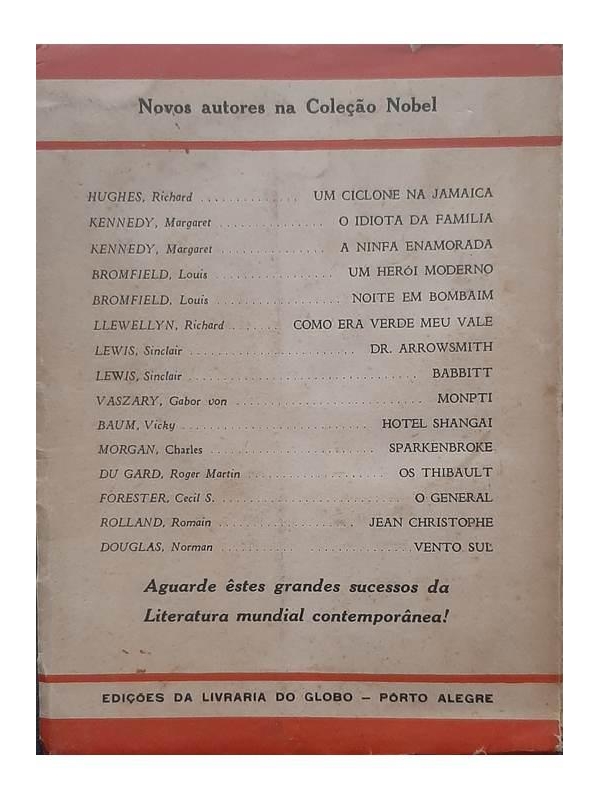 Novos autores na Coleção Nobel
HUGHES, Richard . . . . . . . . . . . . . . UM CICLONE NA JAMAICA
KENNEDY, Margaret . . . . . . . . . . . . . . . O IDIOTA DA FAMILIA
KENNEDY, Margaret . . . . . . . . . . . . . . . A NINFA ENAMORADA
BROMFIELD, Louis . . . . . . . . . . . . . . . . . UM HERÓI MODERNO
BROMFIELD, Louis . . . . . . . . . . . . . . . . . NOITE EM BOMBAIM
LLEWELLYN, Richard . . . . . . . COMO ERA VERDE MEU VALE
LEWIS, Sinclair . . . . . . . . . . . . . . . . . . . . . . . . DR. ARROWSMITH
LEWIS, Sinclair . . . . . . . . . . . . . . . . . . . . . . . . . . . . . . . . . BABBITT
VASZARY, Gabor von . . . . . . . . . . . . . . . . . . . . . . . . . . . MONPTI
BAUM, Vicky . . . . . . . . . . . . . . . . . . . . . . . . . . . HOTEL SHANGAI
MORGAN, Charles . . . . . . . . . . . . . . . . . . . . . . . SPARKENBROKE
DU GARD, Roger Martin . . . . . . . . . . . . . . . . . . . . OS THIBAULT
FORESTER, Cecil S. . . . . . . . . . . . . . . . . . . . . . . . . . . . O GENERAL
ROLLAND, Romain . . . . . . . . . . . . . . . . . . . JEAN CHRISTOPHE
DOUGLAS, Norman . . . . . . . . . . . . . . . . . . . . . . . . . . . VENTO SUL
Aguarde êstes grandes sucessos da
Literatura mundial contemporânea!
EDIÇÕES DA LIVRARIA DO GLOBO — PÔRTO ALEGRE